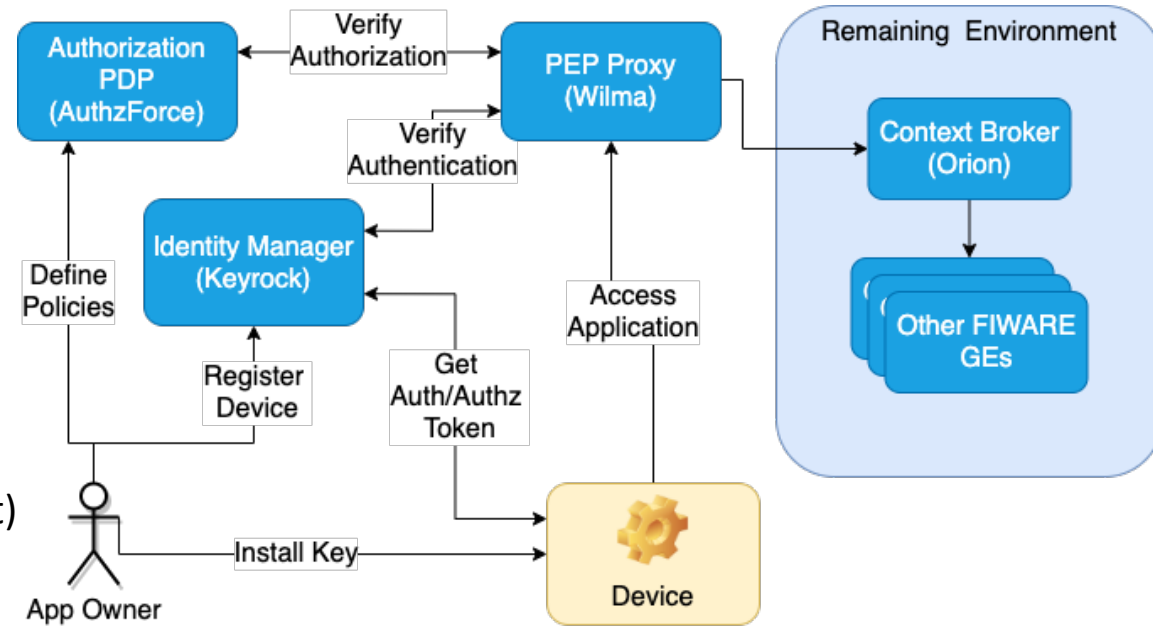 Authorization
PDP
(AuthzForce)
Verify
Authorization
PEP Proxy
(Wilma)
Remaining Environment
Context Broker
(Orion)
Verify
Authentication
Identity Manager
(Keyrock)
Define
Policies
Access
Application
Other FIWARE
GEs
Register
Device
Get
Auth/Authz
Token
t)
Install Key
Device
App Owner